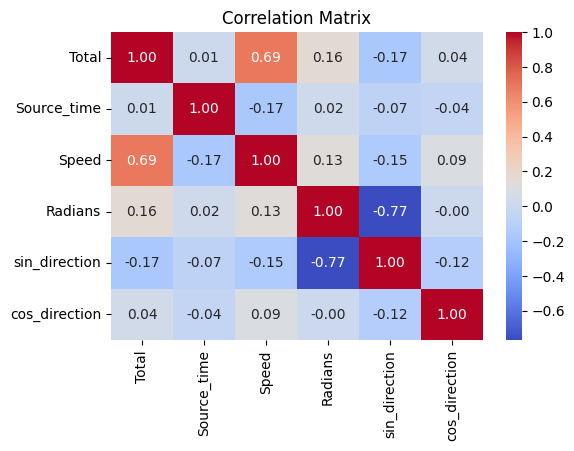 Correlation Matrix
Total 1.00 0.01 0.69 0.16 -0.17 0.04
Source_time 0.01 1.00 -0.17 0.02 -0.07 -0.04
Speed 0.69 -0.17 1.00 0.13 -0.15 0.09
Radians 0.16 0.02 0.13 1.00 -0.77 -0.00
sin_direction -0.17 -0.07 -0.15 -0.77 1.00 -0.12
cos_direction 0.04 -0.04 0.09 -0.00 -0.12 1.00
Total Source_time Speed Radians sin_direction cos_direction
1.0
0.8
0.6
0.4
0.2
0.0
−0.2
−0.4
−0.6